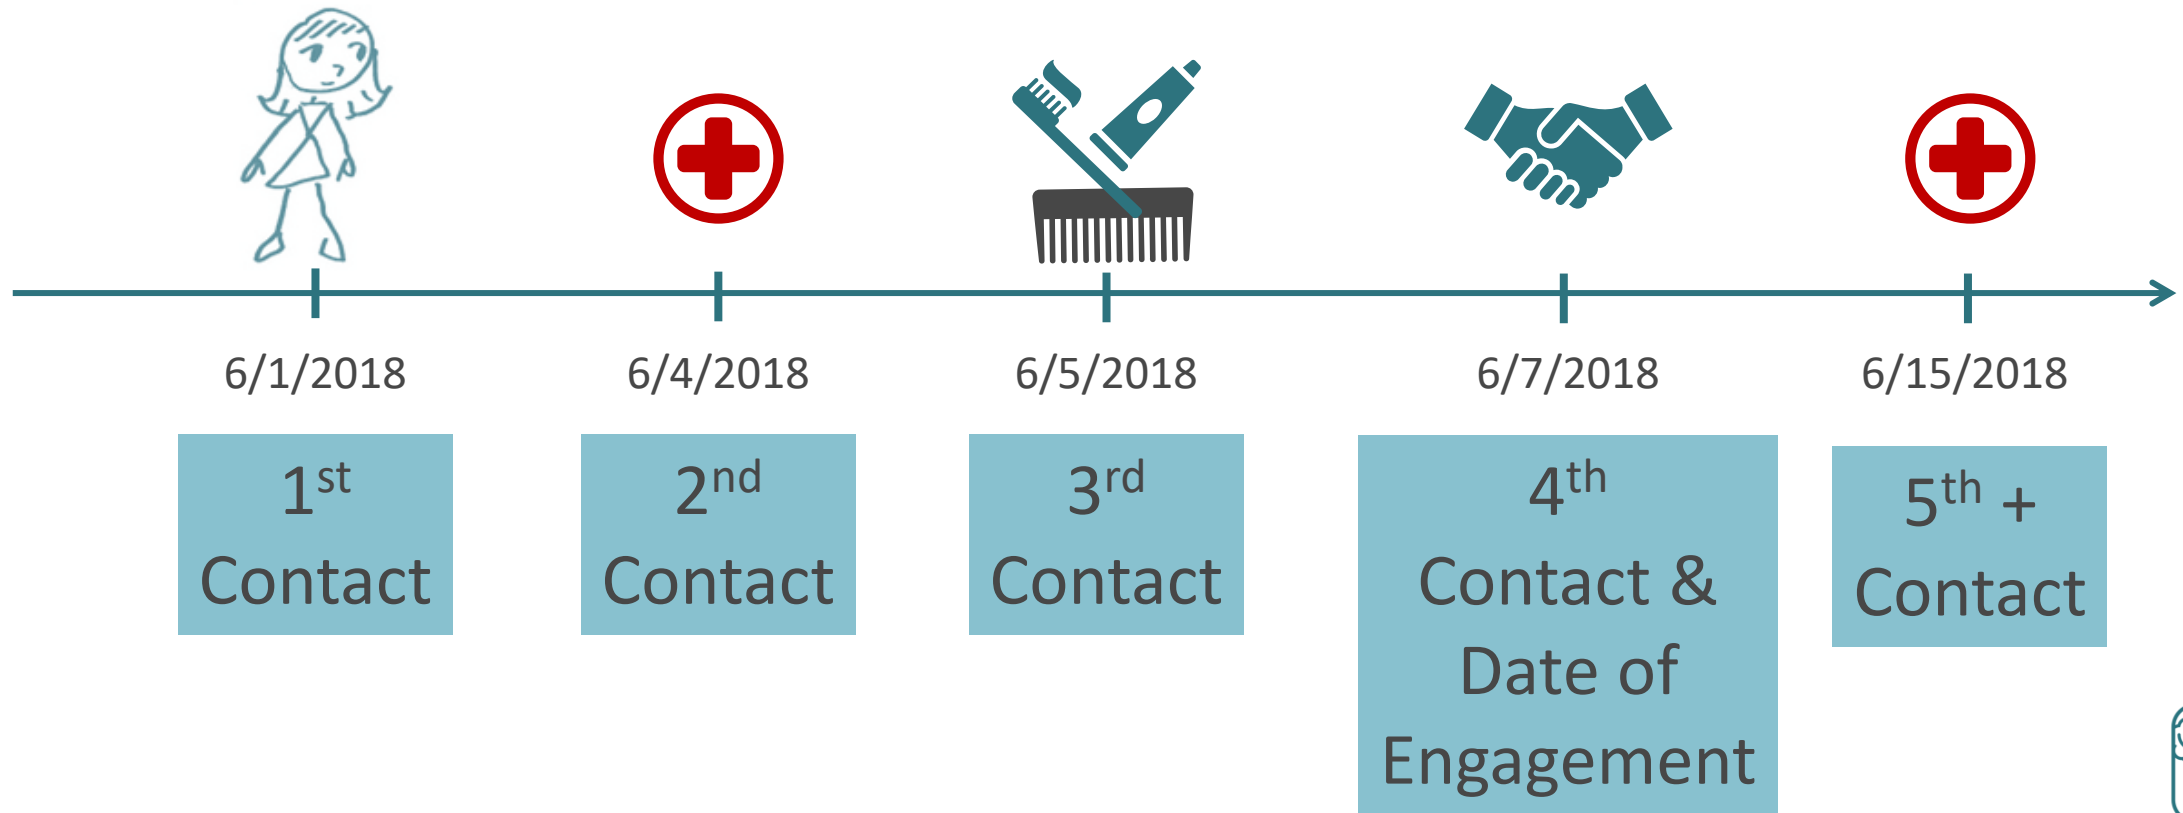 6/1/2018
6/4/2018
6/5/2018
6/7/2018
6/15/2018
1st
Contact
2nd
Contact
3rd
Contact
4th
Contact &
Date of
Engagement
5th +
Contact